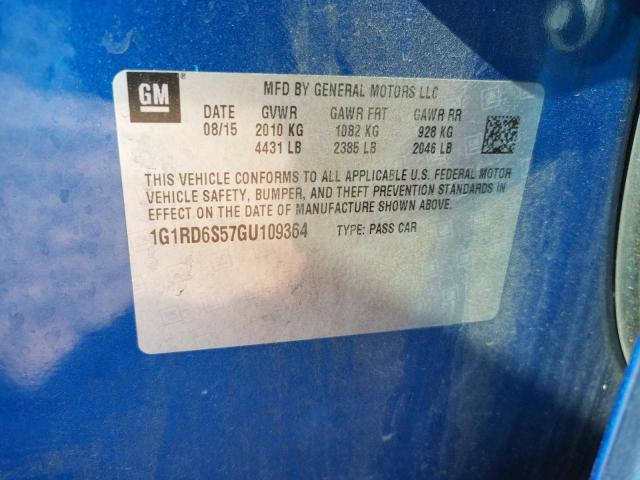 GM ® MFD BY GENERAL MOTORS LLC
DATE GVWR GAWR FRT GAWR RR
08/15 2010 KG 1082 KG 928 KG
4431 LB 2385 LB 2046 LB
THIS VEHICLE CONFORMS TO ALL APPLICABLE U.S. FEDERAL MOTOR
VEHICLE SAFETY, BUMPER, AND THEFT PREVENTION STANDARDS IN
EFFECT ON THE DATE OF MANUFACTURE SHOWN ABOVE.
1G1RD6S57GU109364 TYPE: PASS CAR